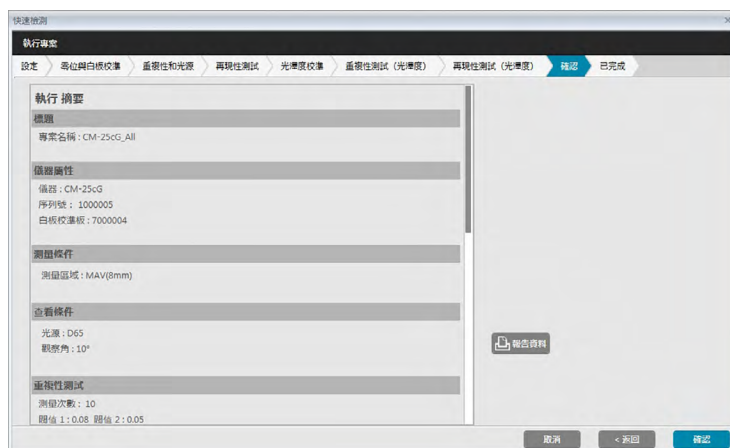 快速檢測
執行專案
設定 零位與白板校準 重複性和光源 再現性測試 光澤度校準 重複性測試 (光澤度) 再現性測試 (光澤度) 確認 已完成
執行 摘要
標題
專案名稱 : CM-25cG_All
儀器屬性
儀器 : CM-25cG
序列號 : 1000005
白板校準板 : 7000004
測量條件
測量區域 : MAV(8mm)
查看條件
光源 : D65
觀察角 : 10°
報告資料
重複性測試
測量次數 : 10
閾值 1 : 0.08 閾值 2 : 0.05
取消 < 返回 確認